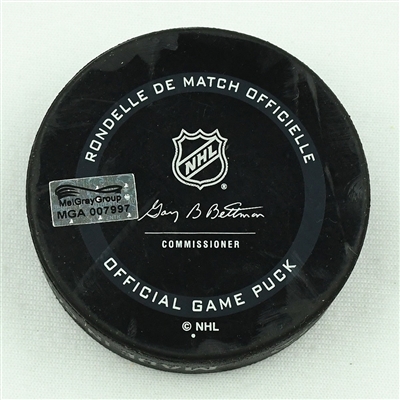 RONDELLE DE MATCH OFFICIELLE
NHL
®
MeiGrayGroup
MGA 007997
Gary B Bettman
COMMISSIONER
OFFICIAL GAME PUCK
© NHL